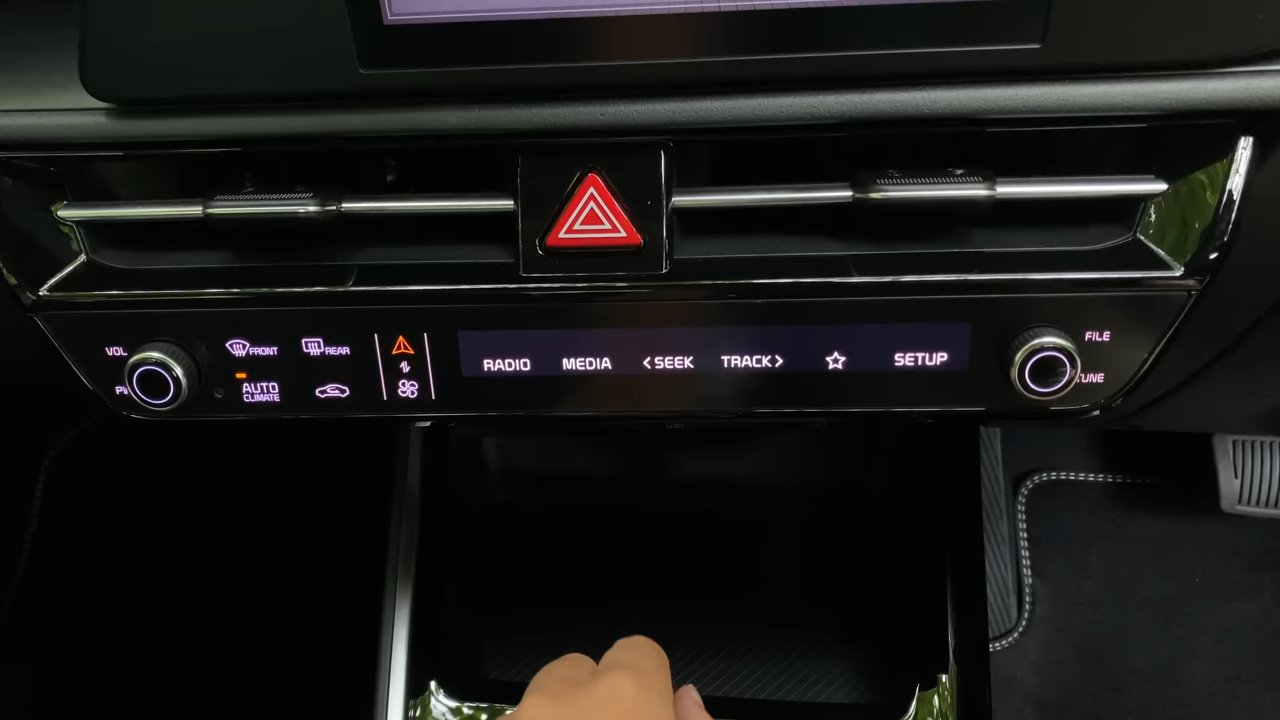 VOL
FRONT
REAR
AUTO
CLIMATE
RADIO
MEDIA
<SEEK
TRACK>
SETUP
FILE
TUNE